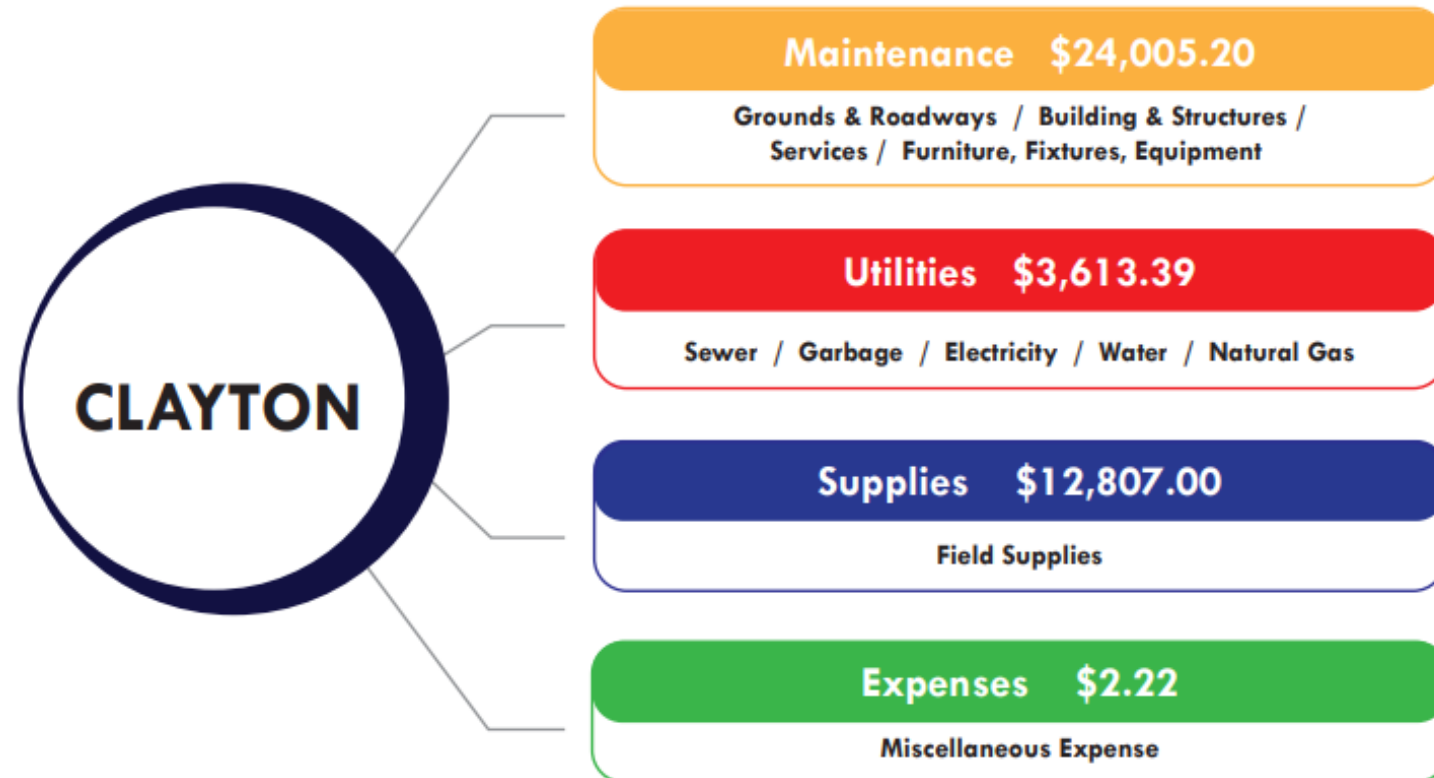 CLAYTON
Maintenance $24,005.20
Grounds & Roadways / Building & Structures /
Services / Furniture, Fixtures, Equipment
Utilities $3,613.39
Sewer / Garbage / Electricity / Water / Natural Gas
Supplies $12,807.00
Field Supplies
Expenses $2.22
Miscellaneous Expense